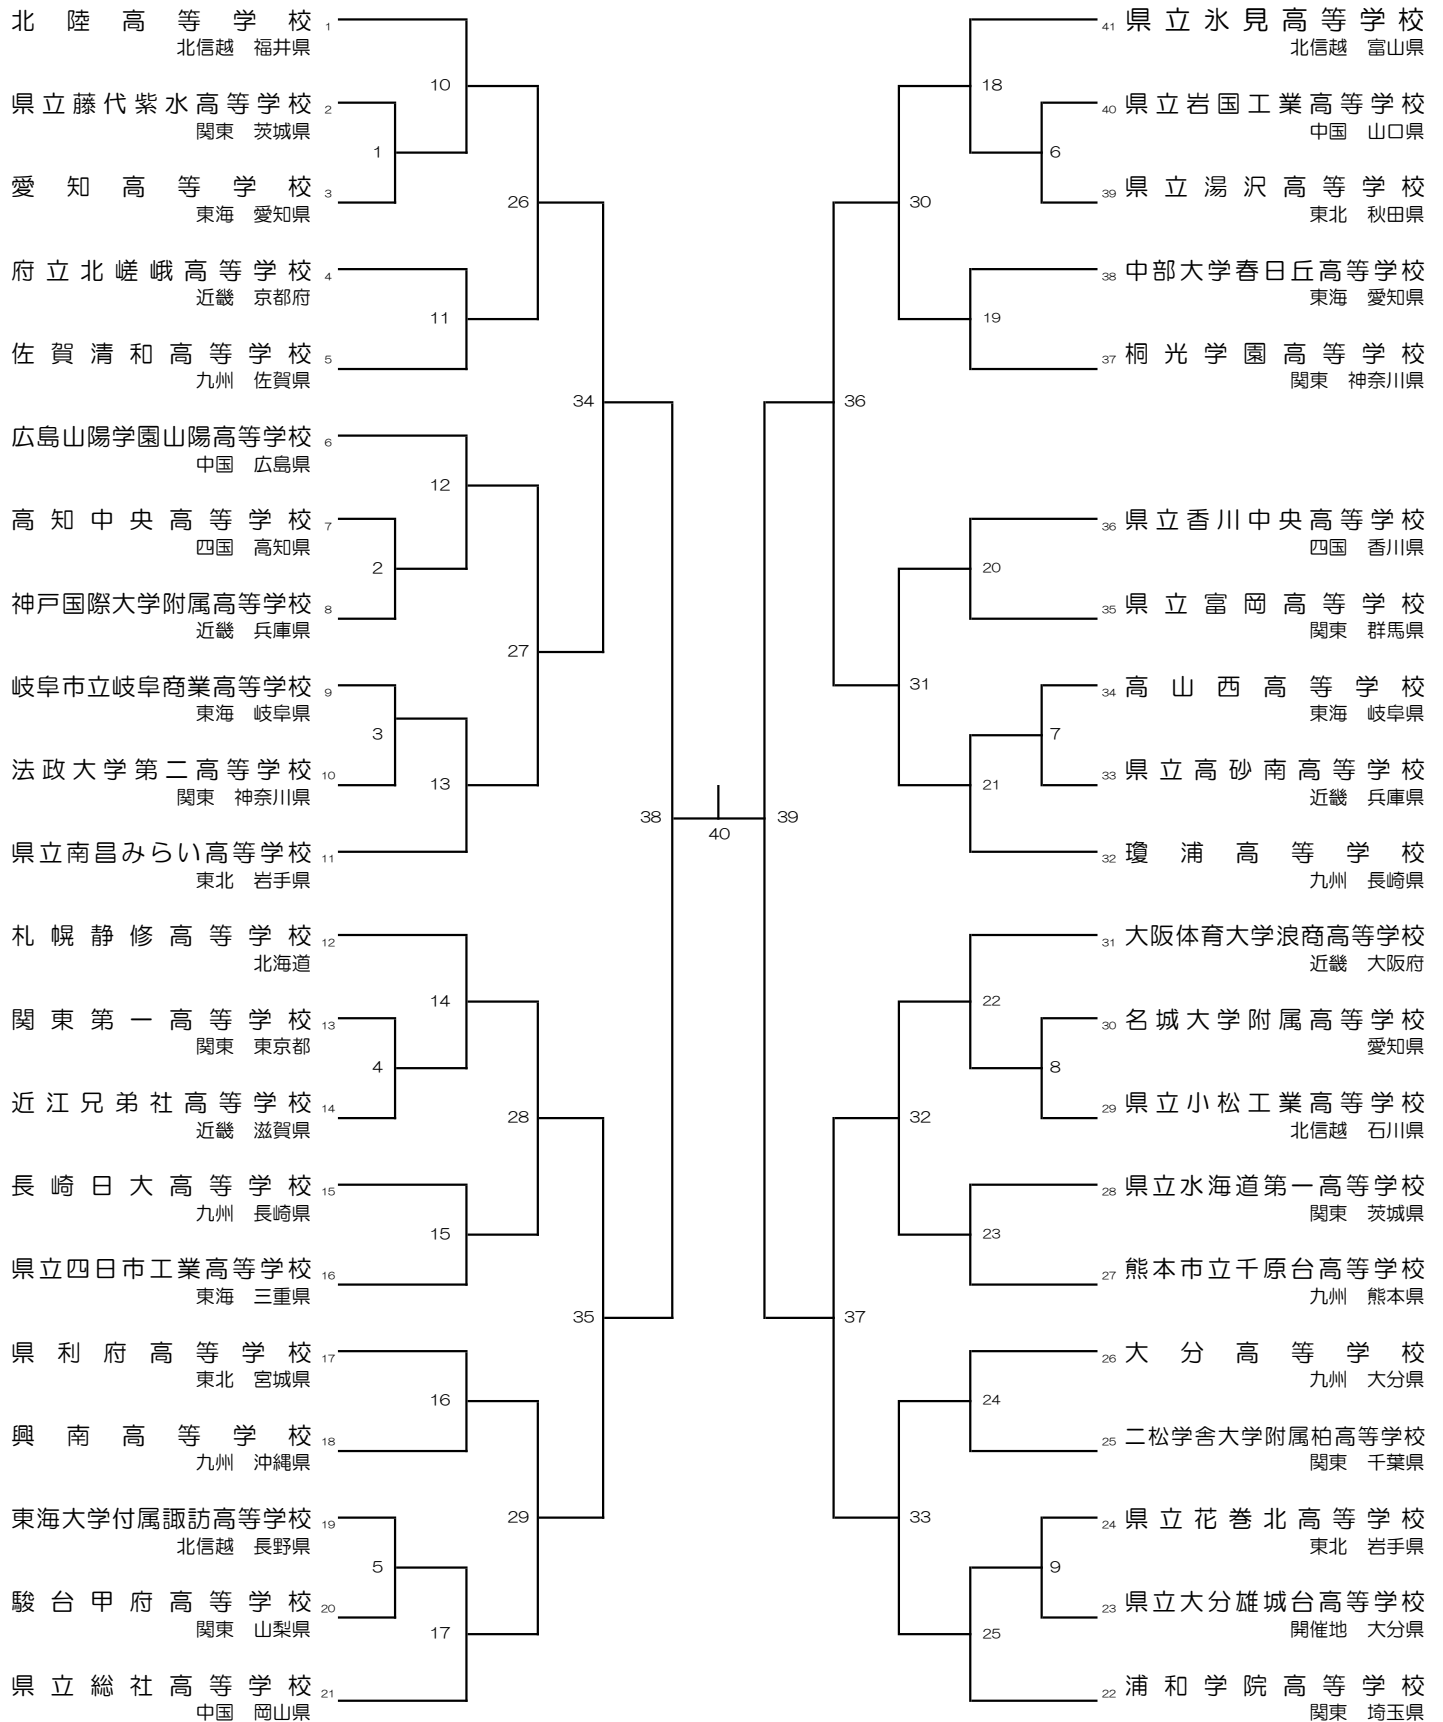 北陸高等学校 1
北信越　福井県
県立藤代紫水高等学校 2
関東　茨城県
愛知高等学校 3
東海　愛知県
府立北嵯峨高等学校 4
近畿　京都府
佐賀清和高等学校 5
九州　佐賀県
広島山陽学園山陽高等学校 6
中国　広島県
高知中央高等学校 7
四国　高知県
神戸国際大学附属高等学校 8
近畿　兵庫県
岐阜市立岐阜商業高等学校 9
東海　岐阜県
法政大学第二高等学校 10
関東　神奈川県
県立南昌みらい高等学校 11
東北　岩手県
札幌静修高等学校 12
北海道
関東第一高等学校 13
関東　東京都
近江兄弟社高等学校 14
近畿　滋賀県
長崎日大高等学校 15
九州　長崎県
県立四日市工業高等学校 16
東海　三重県
県利府高等学校 17
東北　宮城県
興南高等学校 18
九州　沖縄県
東海大学付属諏訪高等学校 19
北信越　長野県
駿台甲府高等学校 20
関東　山梨県
県立総社高等学校 21
中国　岡山県
1
2
3
4
5
10
11
12
13
14
15
16
17
26
27
28
29
34
35
38
40
39
36
37
30
31
32
33
18
19
20
21
22
23
24
25
6
7
8
9
41 県立氷見高等学校
北信越　富山県
40 県立岩国工業高等学校
中国　山口県
39 県立湯沢高等学校
東北　秋田県
38 中部大学春日丘高等学校
東海　愛知県
37 桐光学園高等学校
関東　神奈川県
36 県立香川中央高等学校
四国　香川県
35 県立富岡高等学校
関東　群馬県
34 高山西高等学校
東海　岐阜県
33 県立高砂南高等学校
近畿　兵庫県
32 瓊浦高等学校
九州　長崎県
31 大阪体育大学浪商高等学校
近畿　大阪府
30 名城大学附属高等学校
愛知県
29 県立小松工業高等学校
北信越　石川県
28 県立水海道第一高等学校
関東　茨城県
27 熊本市立千原台高等学校
九州　熊本県
26 大分高等学校
九州　大分県
25 二松学舎大学附属柏高等学校
関東　千葉県
24 県立花巻北高等学校
東北　岩手県
23 県立大分雄城台高等学校
開催地　大分県
22 浦和学院高等学校
関東　埼玉県